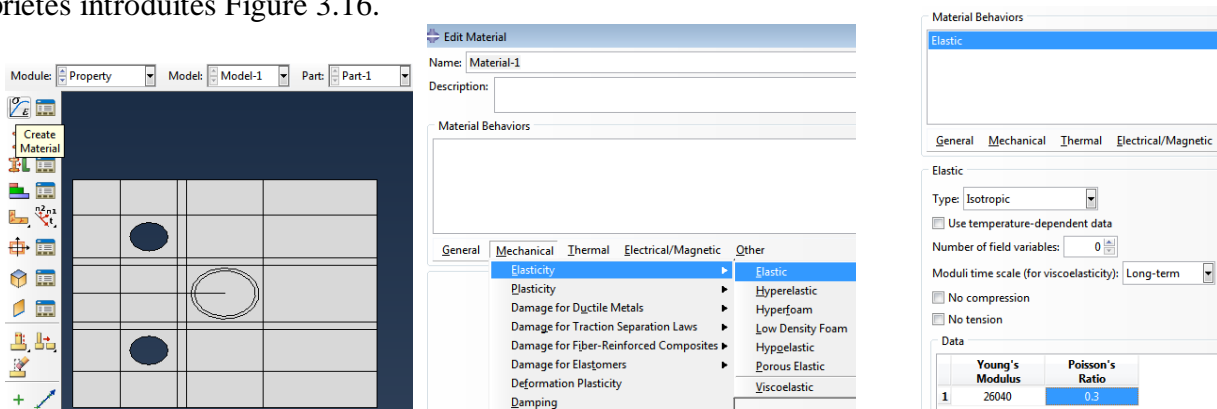 priétés introduites Figure 3.16.
Module: Property Model: Model-1 Part: Part-1
Create
Material
Edit Material
Name: Material-1
Description:
Material Behaviors
General Mechanical Thermal Electrical/Magnetic Other
Elasticity
Plasticity
Damage for Ductile Metals
Damage for Traction Separation Laws
Damage for Fiber-Reinforced Composites
Damage for Elastomers
Deformation Plasticity
Damping
Elastic
Hyperelastic
Hyperfoam
Low Density Foam
Hypoelastic
Porous Elastic
Viscoelastic
Material Behaviors
Elastic
General Mechanical Thermal Electrical/Magnetic
Elastic
Type: Isotropic
Use temperature-dependent data
Number of field variables: 0
Moduli time scale (for viscoelasticity): Long-term
No compression
No tension
Data
Young's Poisson's
Modulus Ratio
1 26040 0.3